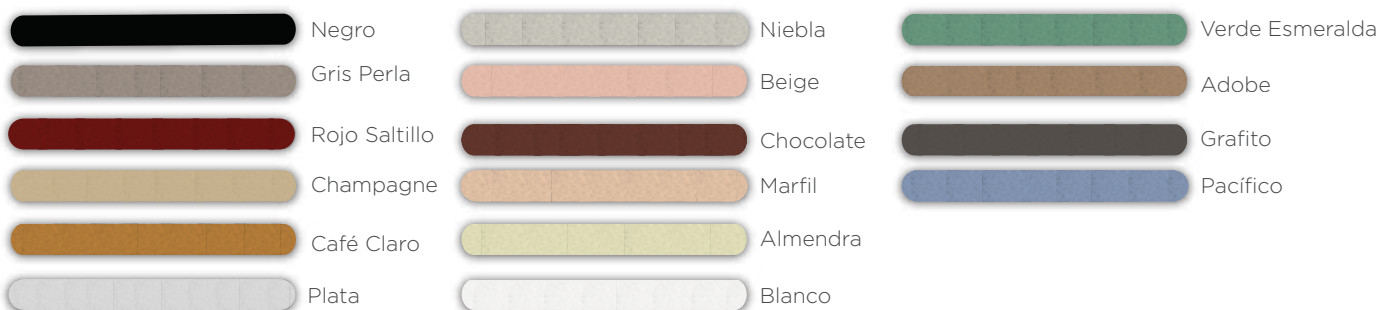 Negro
Gris Perla
Rojo Saltillo
Champagne
Café Claro
Plata
Niebla
Beige
Chocolate
Marfil
Almendra
Blanco
Verde Esmeralda
Adobe
Grafito
Pacífico